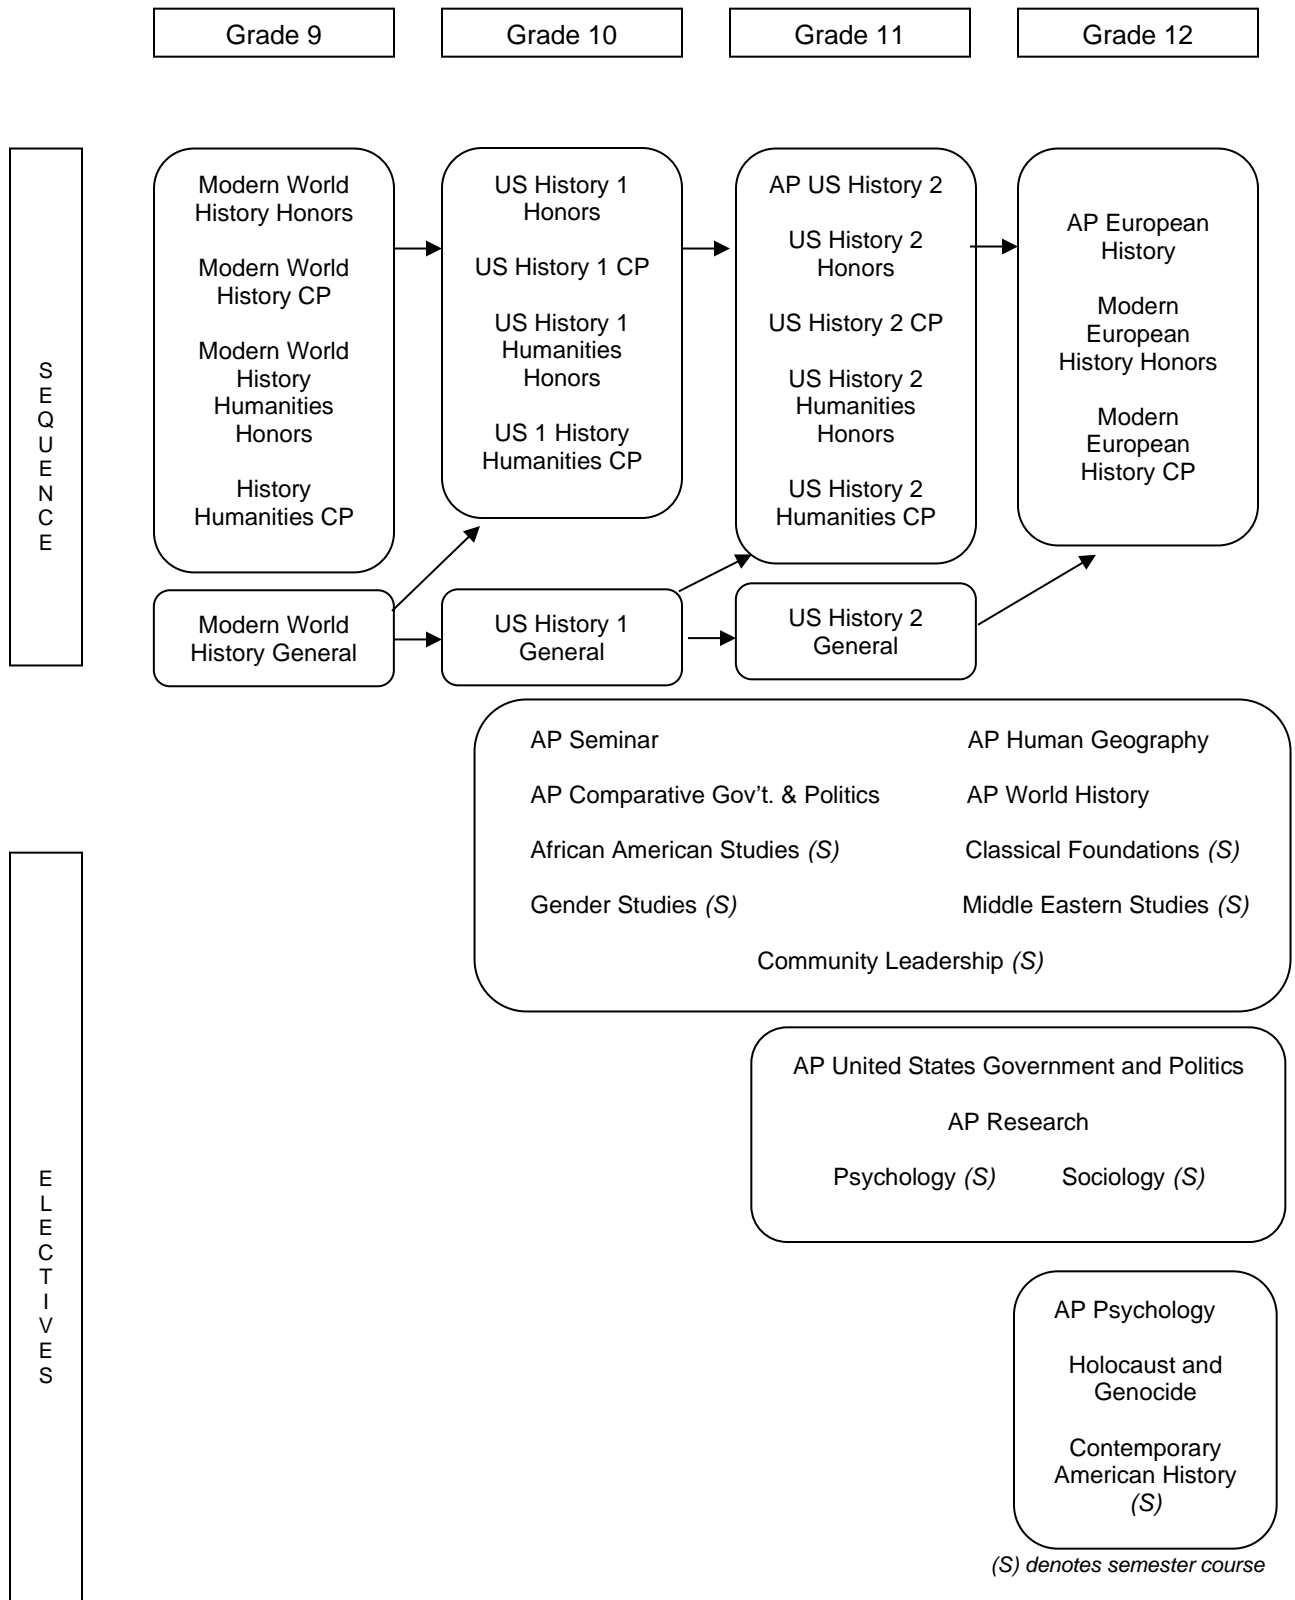 Grade 9
Grade 10
Grade 11
Grade 12
SEQUENCE
Modern World
History Honors
Modern World
History CP
Modern World
History
Humanities
Honors
History
Humanities CP
US History 1
Honors
US History 1 CP
US History 1
Humanities
Honors
US 1 History
Humanities CP
AP US History 2
US History 2
Honors
US History 2 CP
US History 2
Humanities
Honors
US History 2
Humanities CP
AP European
History
Modern
European
History Honors
Modern
European
History CP
Modern World
History General
US History 1
General
US History 2
General
ELECTIVES
AP Seminar
AP Human Geography
AP Comparative Gov’t. & Politics
AP World History
African American Studies (S)
Classical Foundations (S)
Gender Studies (S)
Middle Eastern Studies (S)
Community Leadership (S)
AP United States Government and Politics
AP Research
Psychology (S)
Sociology (S)
AP Psychology
Holocaust and
Genocide
Contemporary
American History
(S)
(S) denotes semester course